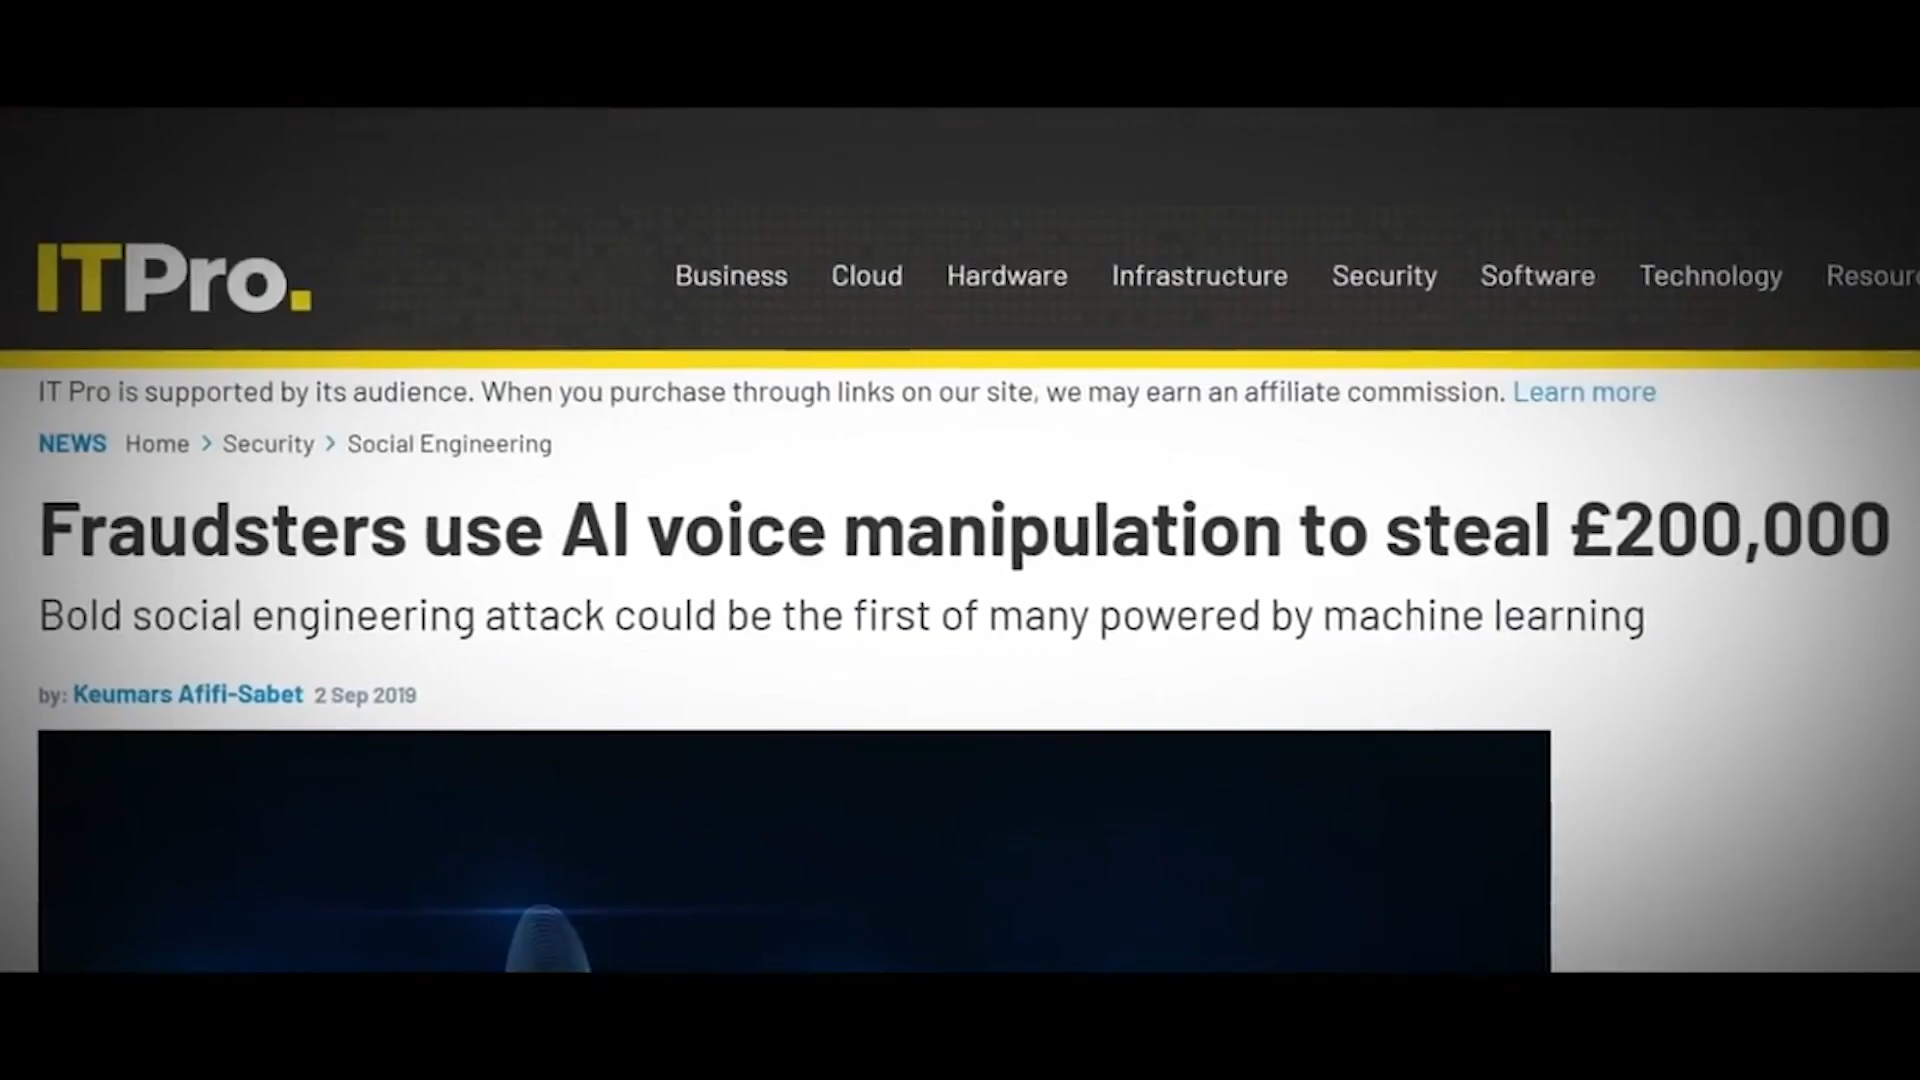 ITPro.
Business Cloud Hardware Infrastructure Security Software Technology
IT Pro is supported by its audience. When you purchase through links on our site, we may earn an affiliate commission. Learn more
NEWS Home > Security > Social Engineering
Fraudsters use AI voice manipulation to steal £200,000
Bold social engineering attack could be the first of many powered by machine learning
by: Keumars Afifi-Sabet 2 Sep 2019